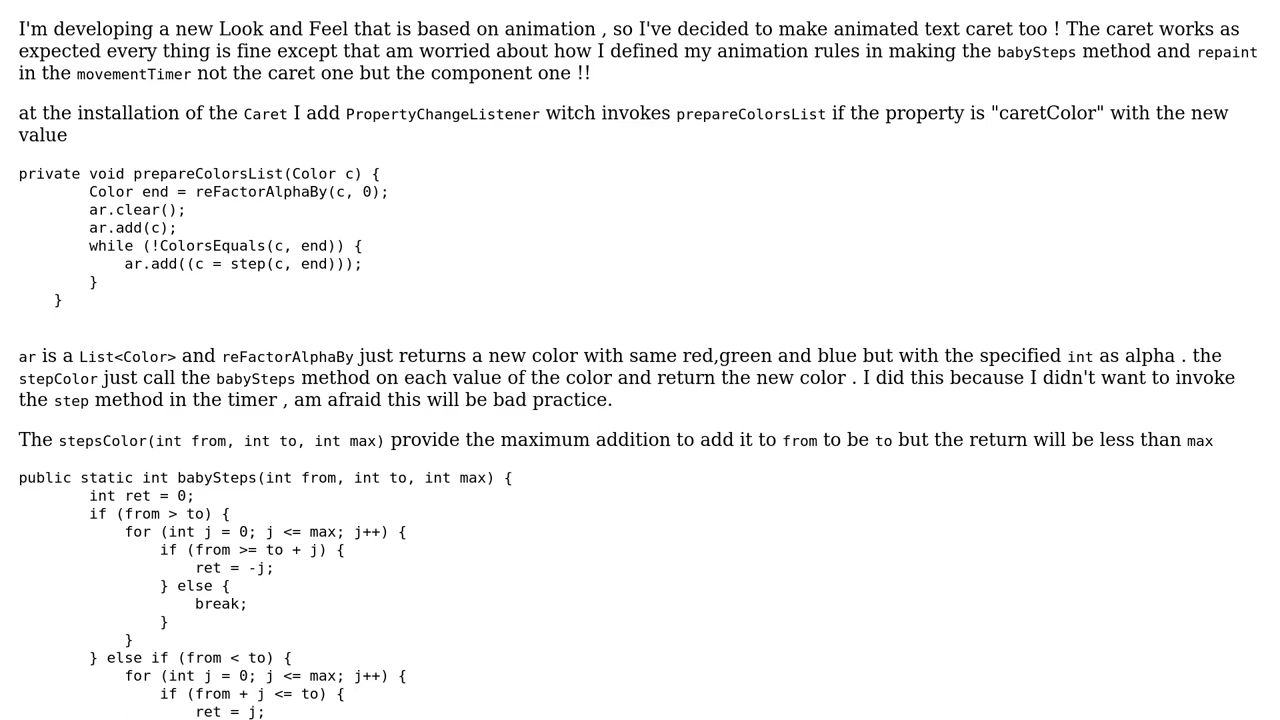 I'm developing a new Look and Feel that is based on animation , so I've decided to make animated text caret too ! The caret works as
expected every thing is fine except that am worried about how I defined my animation rules in making the babySteps method and repaint
in the movementTimer not the caret one but the component one !!
at the installation of the Caret I add PropertyChangeListener witch invokes prepareColorsList if the property is "caretColor" with the new
value
private void prepareColorsList(Color c) {
        Color end = reFactorAlphaBy(c, 0);
        ar.clear();
        ar.add(c);
        while (!ColorsEquals(c, end)) {
            ar.add((c = step(c, end)));
        }
    }
ar is a List<Color> and reFactorAlphaBy just returns a new color with same red,green and blue but with the specified int as alpha . the
stepColor just call the babySteps method on each value of the color and return the new color . I did this because I didn't want to invoke
the step method in the timer , am afraid this will be bad practice.
The stepsColor(int from, int to, int max) provide the maximum addition to add it to from to be to but the return will be less than max
public static int babySteps(int from, int to, int max) {
        int ret = 0;
        if (from > to) {
            for (int j = 0; j <= max; j++) {
                if (from >= to + j) {
                    ret = -j;
                } else {
                    break;
                }
            }
        } else if (from < to) {
            for (int j = 0; j <= max; j++) {
                if (from + j <= to) {
                    ret = j;